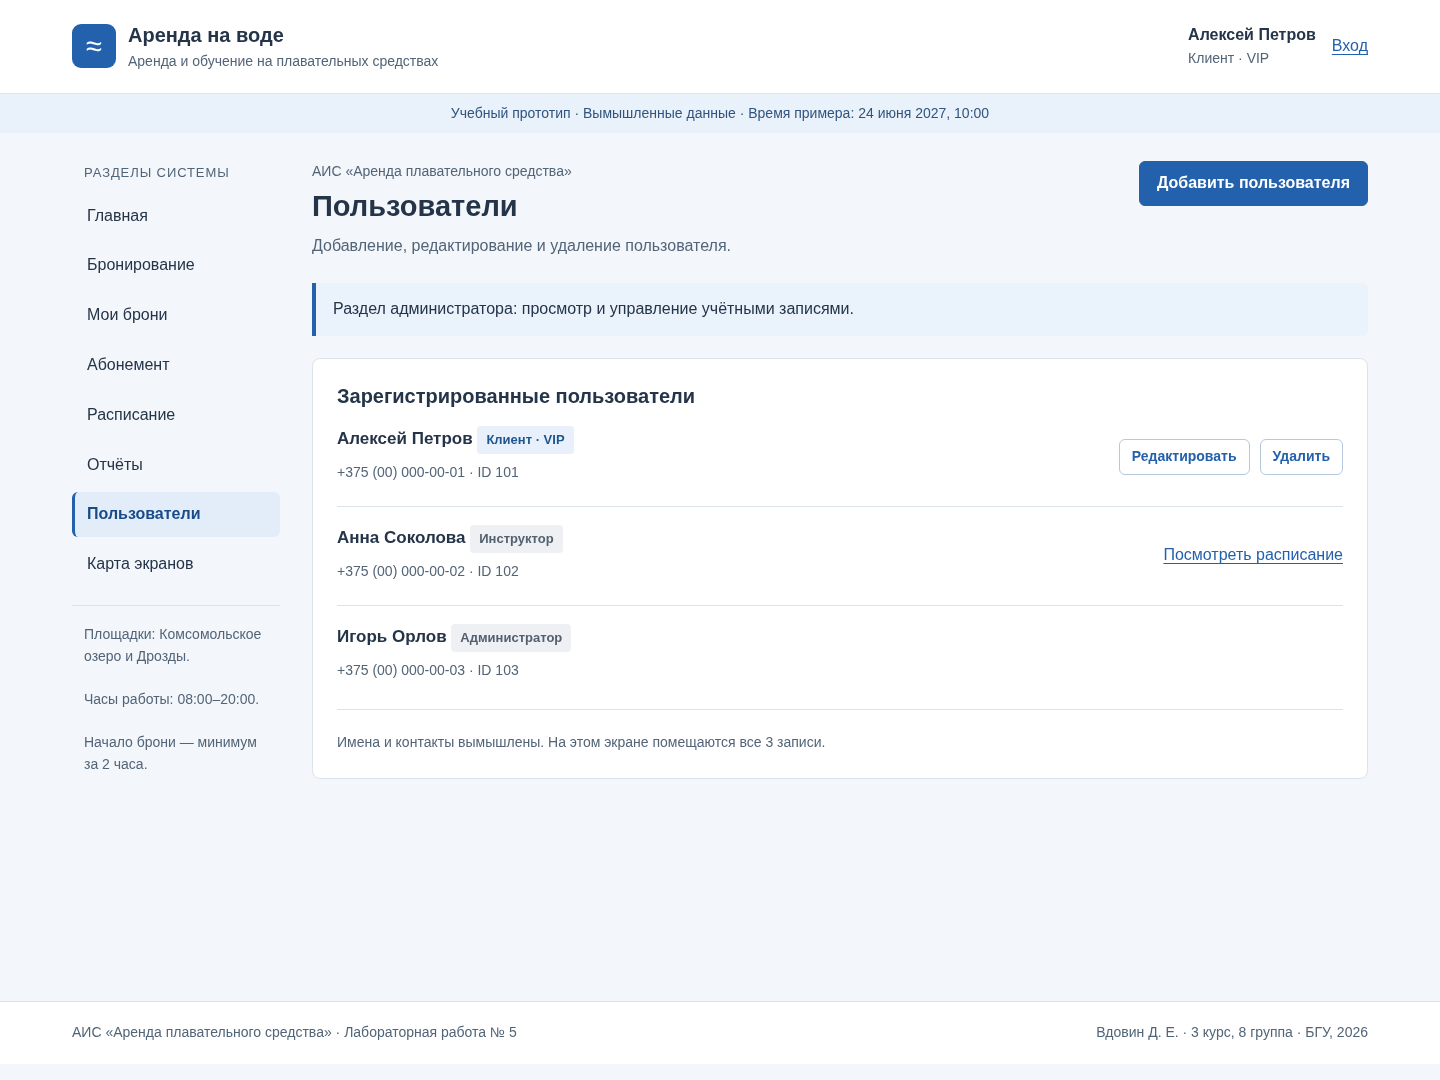 ≈
Аренда на воде
Аренда и обучение на плавательных средствах
Алексей Петров
Клиент · VIP
Вход
Учебный прототип · Вымышленные данные · Время примера: 24 июня 2027, 10:00
РАЗДЕЛЫ СИСТЕМЫ
Главная
Бронирование
Мои брони
Абонемент
Расписание
Отчёты
Пользователи
Карта экранов
Площадки: Комсомольское
озеро и Дрозды.
Часы работы: 08:00–20:00.
Начало брони — минимум
за 2 часа.
АИС «Аренда плавательного средства»
Пользователи
Добавление, редактирование и удаление пользователя.
Добавить пользователя
Раздел администратора: просмотр и управление учётными записями.
Зарегистрированные пользователи
Алексей Петров Клиент · VIP
+375 (00) 000-00-01 · ID 101
Редактировать Удалить
Анна Соколова Инструктор
+375 (00) 000-00-02 · ID 102
Посмотреть расписание
Игорь Орлов Администратор
+375 (00) 000-00-03 · ID 103
Имена и контакты вымышлены. На этом экране помещаются все 3 записи.
АИС «Аренда плавательного средства» · Лабораторная работа № 5
Вдовин Д. Е. · 3 курс, 8 группа · БГУ, 2026